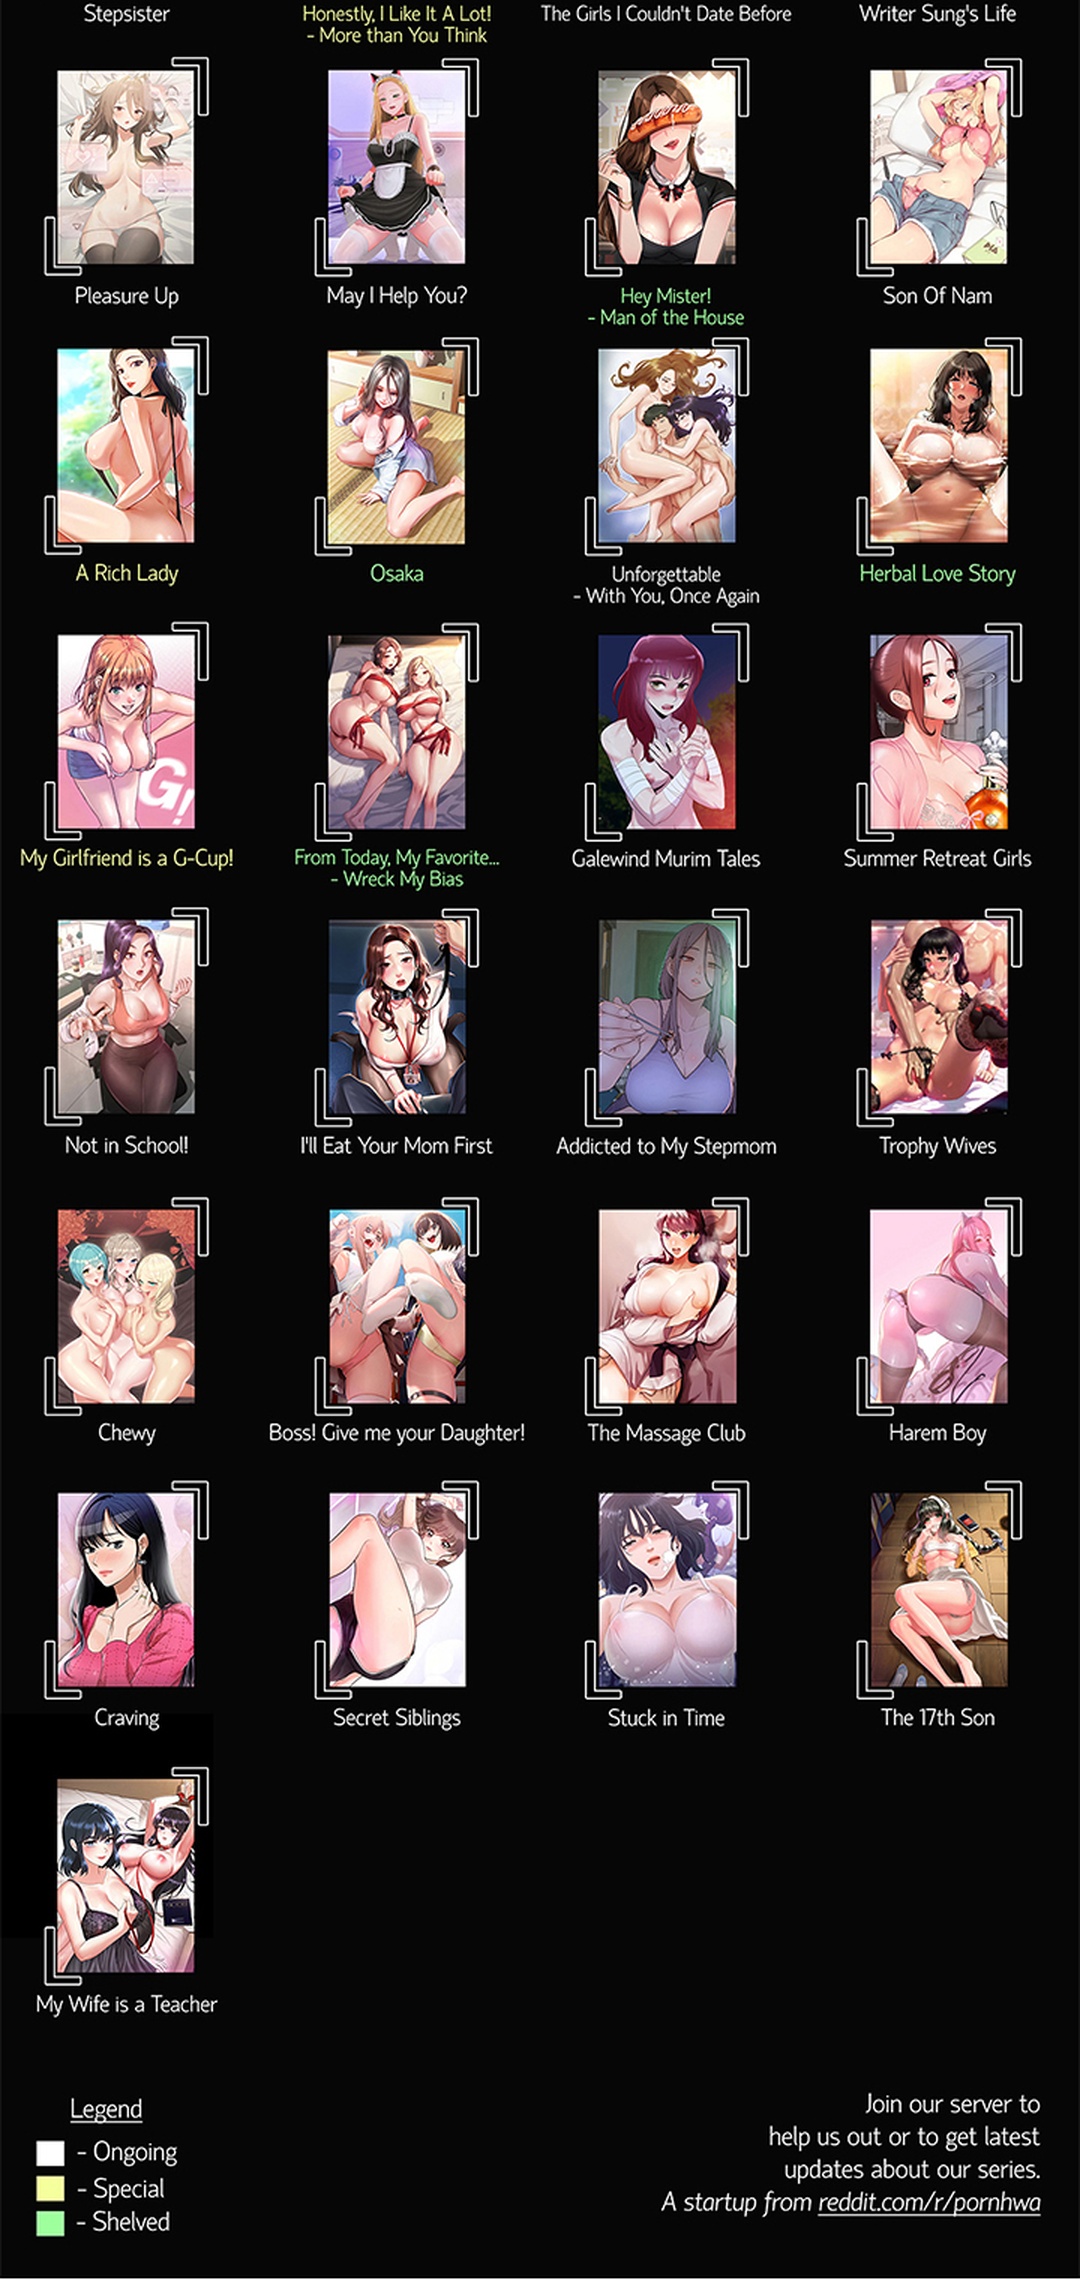 Stepsister
Honestly, I Like It A Lot!
- More than You Think
The Girls I Couldn't Date Before
Writer Sung's Life
Pleasure Up
May I Help You?
Hey Mister!
- Man of the House
Son Of Nam
A Rich Lady
Osaka
Unforgettable
- With You, Once Again
Herbal Love Story
G!
My Girlfriend is a G-Cup!
From Today, My Favorite...
- Wreck My Bias
Galewind Murim Tales
Summer Retreat Girls
Not in School!
I'll Eat Your Mom First
Addicted to My Stepmom
Trophy Wives
Chewy
Boss! Give me your Daughter!
The Massage Club
Harem Boy
Craving
Secret Siblings
Stuck in Time
The 17th Son
My Wife is a Teacher
Legend
- Ongoing
- Special
- Shelved
Join our server to
help us out or to get latest
updates about our series.
A startup from reddit.com/r/pornhwa